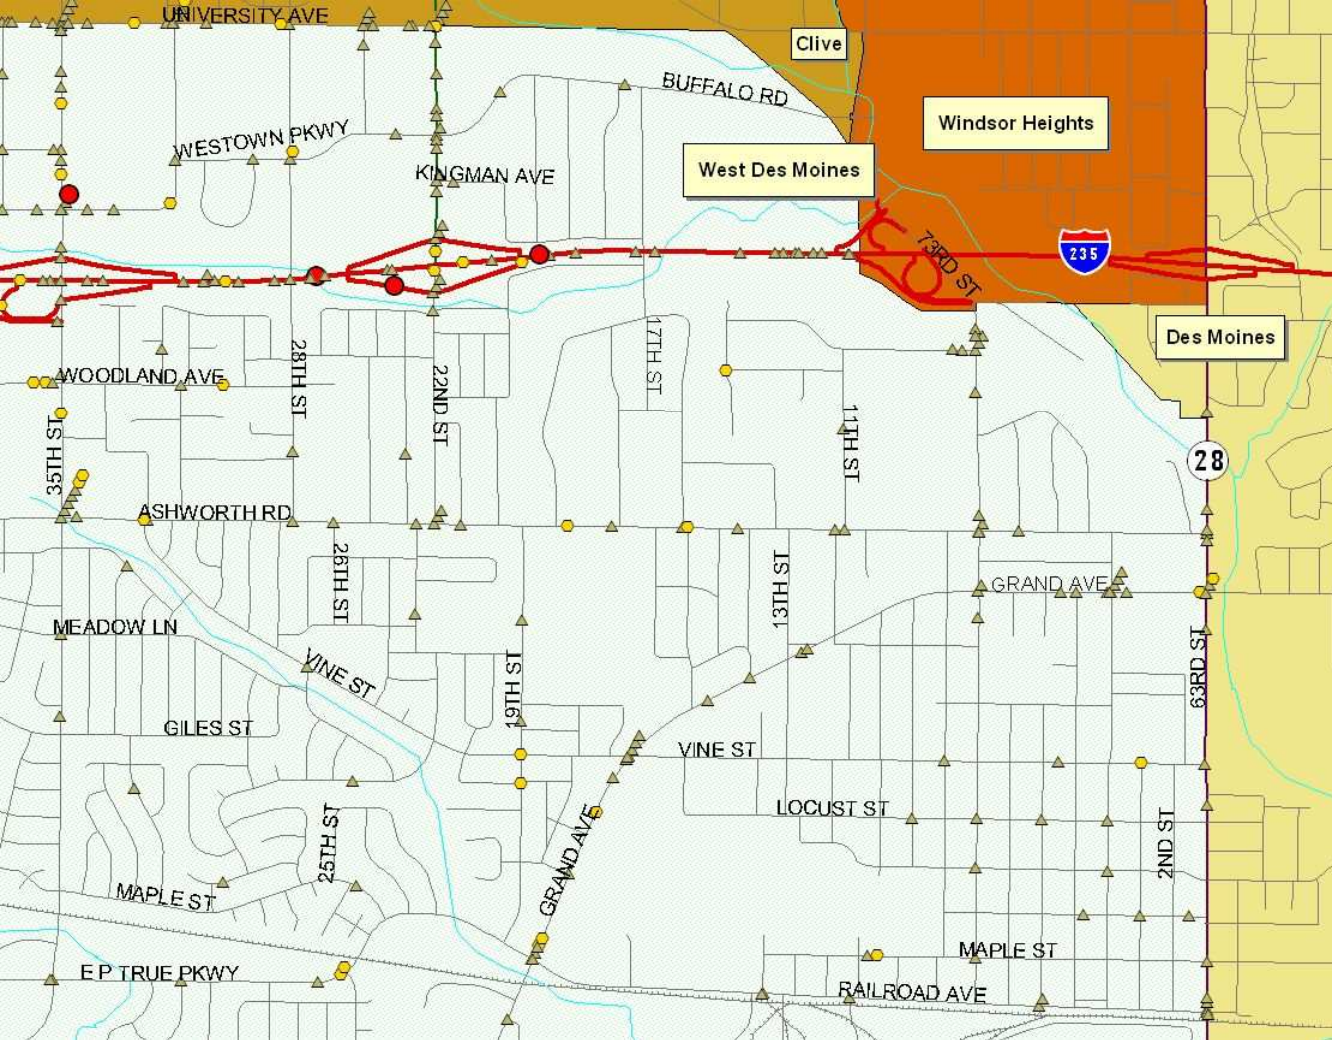 UNIVERSITY AVE
Clive
BUFFALO RD
Windsor Heights
WESTOWN PKWY
KINGMAN AVE
West Des Moines
73RD ST
235
Des Moines
17TH ST
28TH ST
WOODLAND AVE
22ND ST
11TH ST
35TH ST
28
ASHWORTH RD
26TH ST
13TH ST
GRAND AVE
MEADOW LN
VINE ST
19TH ST
63RD ST
GILES ST
VINE ST
LOCUST ST
25TH ST
GRAND AVE
2ND ST
MAPLE ST
MAPLE ST
E P TRUE PKWY
RAILROAD AVE